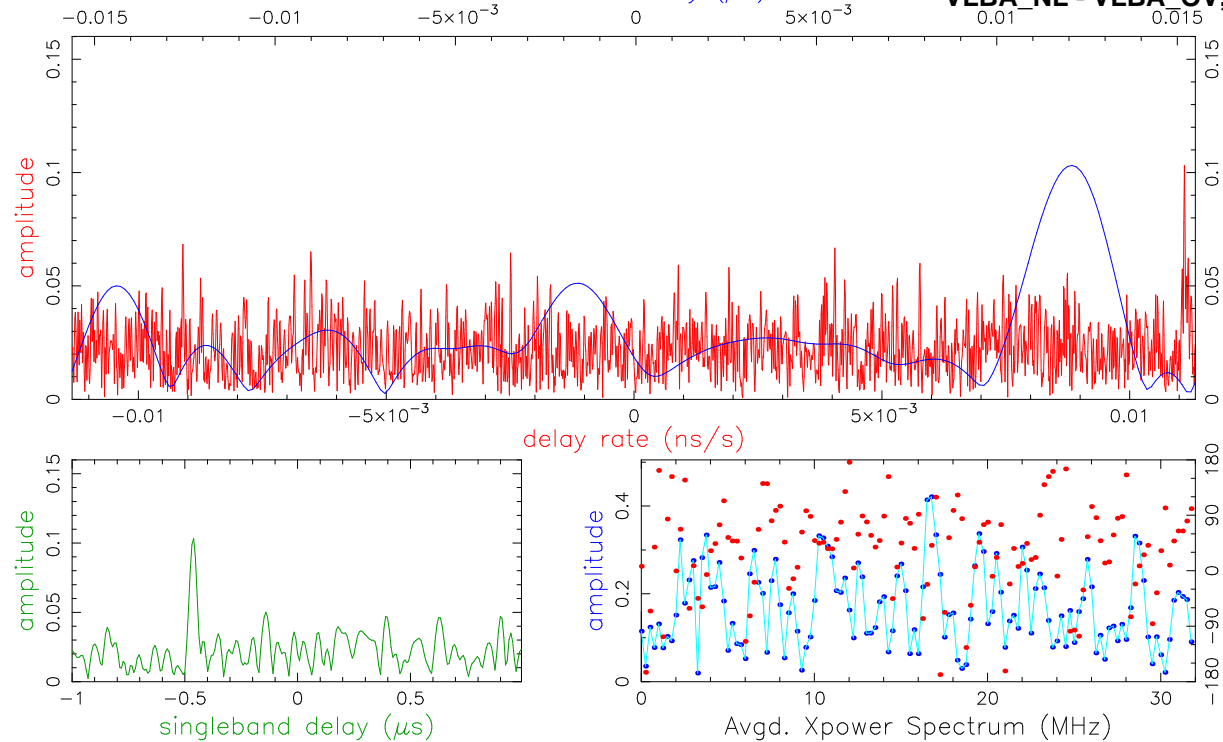 −0.015 −0.01 −5×10⁻³ 0 5×10⁻³ 0.01 0.015
0.15 0.15
0.1 0.1
0.05 0.05
0 0
amplitude
−0.01 −5×10⁻³ 0 5×10⁻³ 0.01
delay rate (ns/s)
0.15
0.1
0.05
0
amplitude
−1 −0.5 0 0.5
singleband delay (μs)
0.4
0.2
0
amplitude
180
90
0
−90
−180
0 10 20 30
Avgd. Xpower Spectrum (MHz)